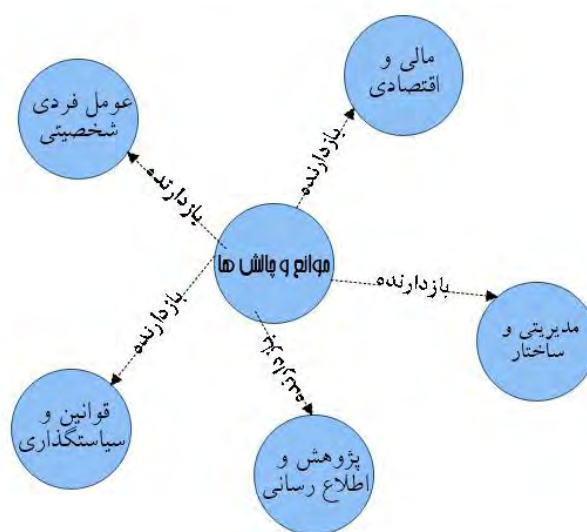 مالی و
اقتصادی
عومل فردی
شخصیتی
بازدارنده
بازدارنده
موانع و چالش ها
بازدارنده
بازدارنده
بازدارنده
مدیریتی و
ساختار
قوانین و
سیاستگذاری
پژوهش و
اطلاع رسانی